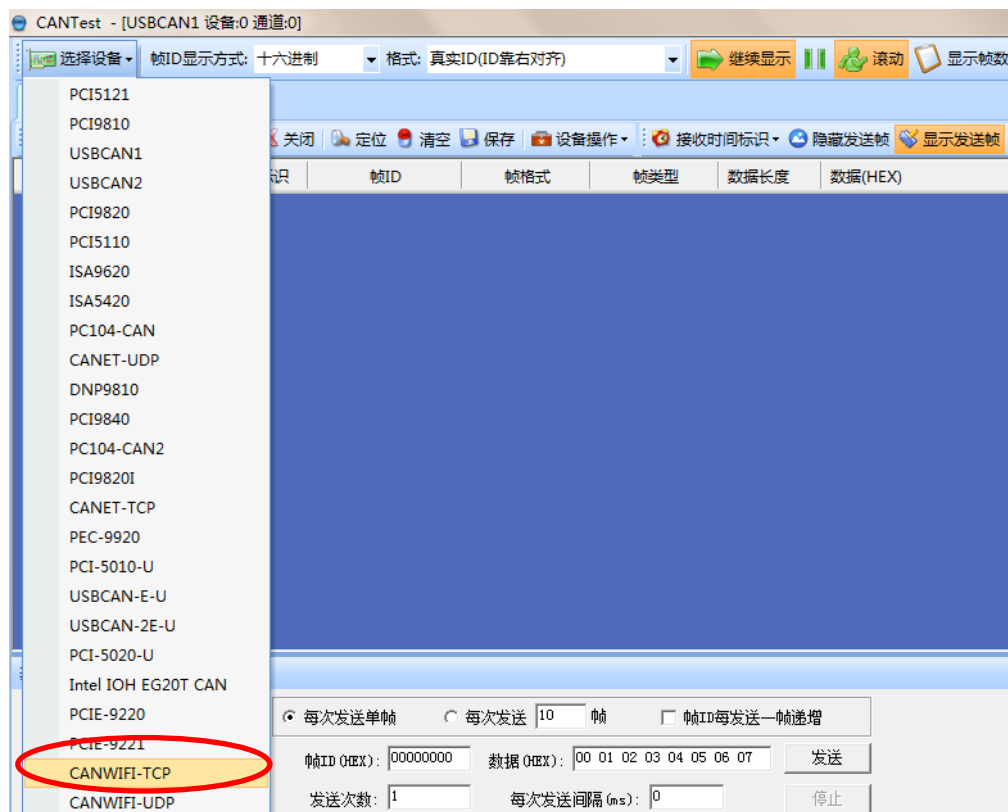 CANTest - [USBCAN1 设备:0 通道:0]
选择设备 帧ID显示方式: 十六进制 格式: 真实ID(ID靠右对齐) 继续显示 滚动 显示帧数
关闭 定位 清空 保存 设备操作 接收时间标识 隐藏发送帧 显示发送帧
帧ID 帧格式 帧类型 数据长度 数据(HEX)
PCI5121
PCI9810
USBCAN1
USBCAN2
PCI9820
PCI5110
ISA9620
ISA5420
PC104-CAN
CANET-UDP
DNP9810
PCI9840
PC104-CAN2
PCI9820I
CANET-TCP
PEC-9920
PCI-5010-U
USBCAN-E-U
USBCAN-2E-U
PCI-5020-U
Intel IOH EG20T CAN
PCIE-9220
PCIE-9221
CANWIFI-TCP
CANWIFI-UDP
每次发送单帧 每次发送 10 帧 帧ID每发送一帧递增
帧ID(HEX): 00000000 数据(HEX): 00 01 02 03 04 05 06 07 发送
发送次数: 1 每次发送间隔(ms): 0 停止